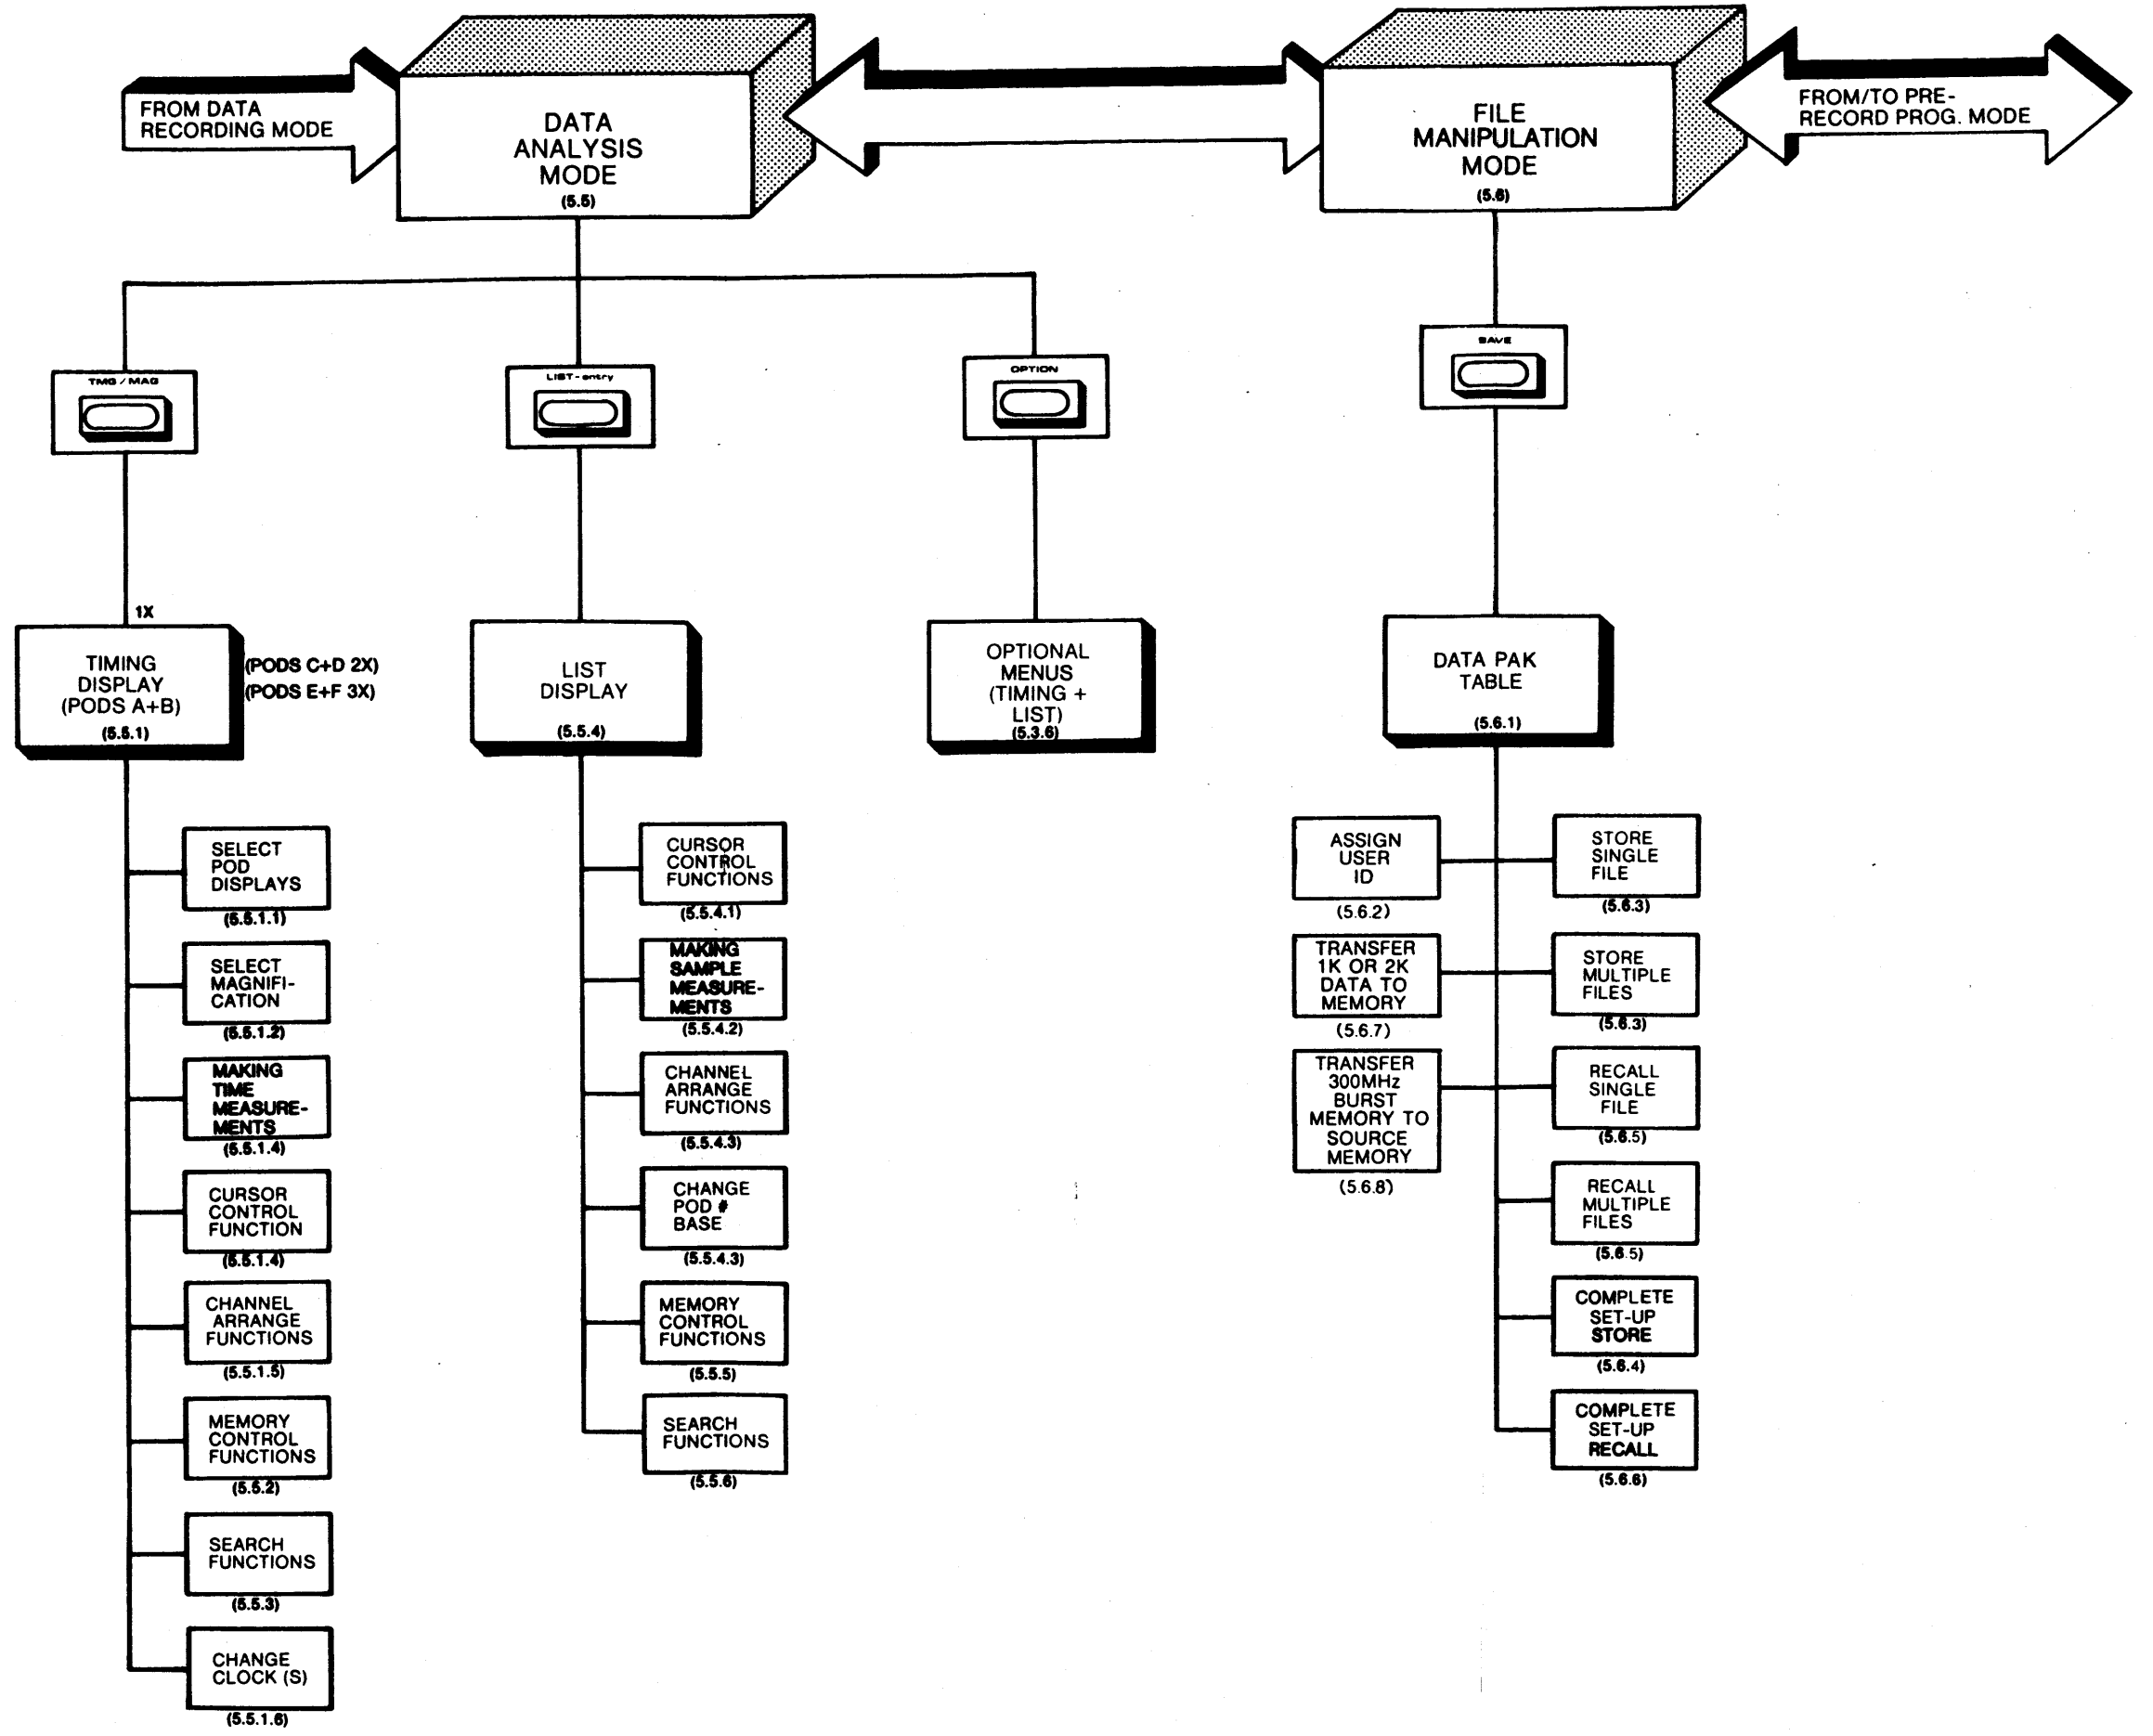 FROM DATA
RECORDING MODE
DATA
ANALYSIS
MODE
(5.5)
FILE
MANIPULATION
MODE
(5.6)
FROM/TO PRE-
RECORD PROG. MODE
TMG / MAG
LIST-entry
OPTION
SAVE
1X
TIMING
DISPLAY
(PODS A+B)
(5.5.1)
(PODS C+D 2X)
(PODS E+F 3X)
LIST
DISPLAY
(5.5.4)
OPTIONAL
MENUS
(TIMING +
LIST)
(5.3.6)
DATA PAK
TABLE
(5.6.1)
SELECT
POD
DISPLAYS
(5.5.1.1)
SELECT
MAGNIFI-
CATION
(5.5.1.2)
MAKING
TIME
MEASURE-
MENTS
(5.5.1.4)
CURSOR
CONTROL
FUNCTION
(5.5.1.4)
CHANNEL
ARRANGE
FUNCTIONS
(5.5.1.5)
MEMORY
CONTROL
FUNCTIONS
(5.5.2)
SEARCH
FUNCTIONS
(5.5.3)
CHANGE
CLOCK (S)
(5.5.1.6)
CURSOR
CONTROL
FUNCTIONS
(5.5.4.1)
MAKING
SAMPLE
MEASURE-
MENTS
(5.5.4.2)
CHANNEL
ARRANGE
FUNCTIONS
(5.5.4.3)
CHANGE
POD #
BASE
(5.5.4.3)
MEMORY
CONTROL
FUNCTIONS
(5.5.5)
SEARCH
FUNCTIONS
(5.5.6)
ASSIGN
USER
ID
(5.6.2)
TRANSFER
1K OR 2K
DATA TO
MEMORY
(5.6.7)
TRANSFER
300MHz
BURST
MEMORY TO
SOURCE
MEMORY
(5.6.8)
STORE
SINGLE
FILE
(5.6.3)
STORE
MULTIPLE
FILES
(5.6.3)
RECALL
SINGLE
FILE
(5.6.5)
RECALL
MULTIPLE
FILES
(5.6.5)
COMPLETE
SET-UP
STORE
(5.6.4)
COMPLETE
SET-UP
RECALL
(5.6.6)